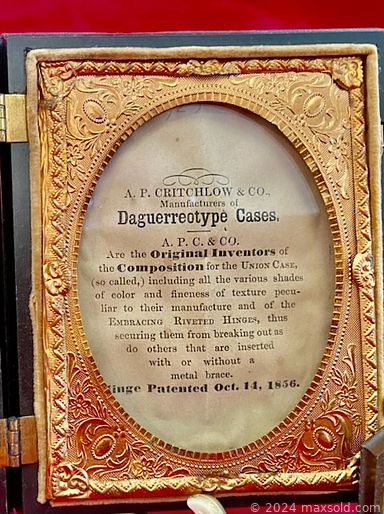 A. P. CRITCHLOW & CO.,
Manufacturers of
Daguerreotype Cases.
A. P. C. & CO.
Are the Original Inventors of
the Composition for the UNION CASE,
(so called,) including all the various shades
of color and fineness of texture pecu-
liar to their manufacture and of the
EMBRACING RIVETED HINGES, thus
securing them from breaking out as
do others that are inserted
with or without a
metal brace.
inge Patented Oct. 14, 1856.
© 2024 maxsold.com